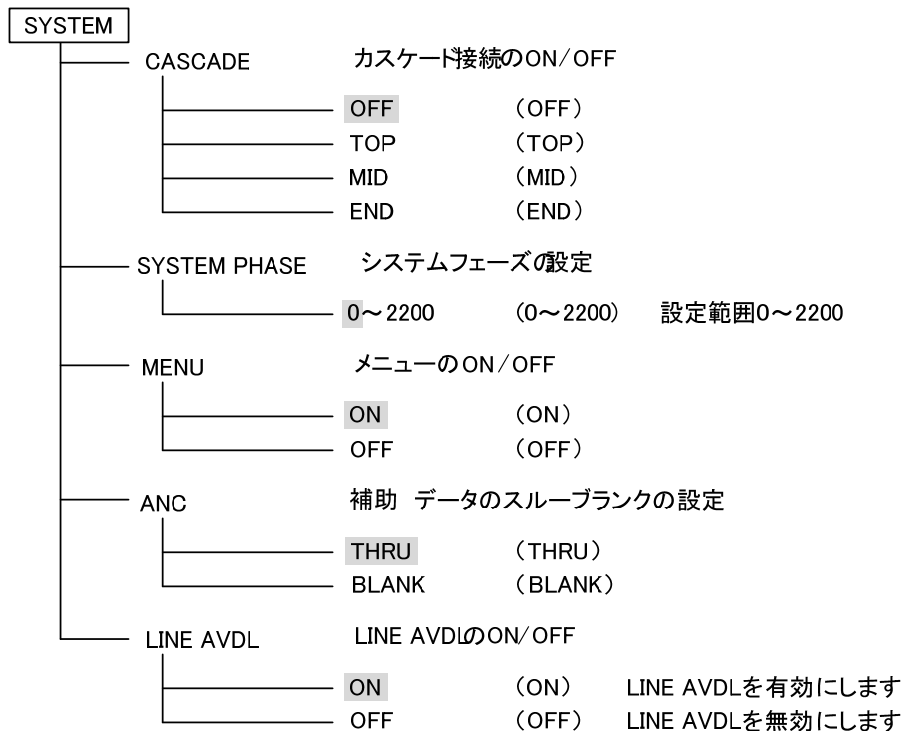 SYSTEM
CASCADE カスケード接続のON/OFF
OFF （OFF）
TOP （TOP）
MID （MID）
END （END）
SYSTEM PHASE システムフェーズの設定
0～2200 （0～2200） 設定範囲0～2200
MENU メニューのON/OFF
ON （ON）
OFF （OFF）
ANC 補助 データのスルーブランクの設定
THRU （THRU）
BLANK （BLANK）
LINE AVDL LINE AVDLのON/OFF
ON （ON） LINE AVDLを有効にします
OFF （OFF） LINE AVDLを無効にします